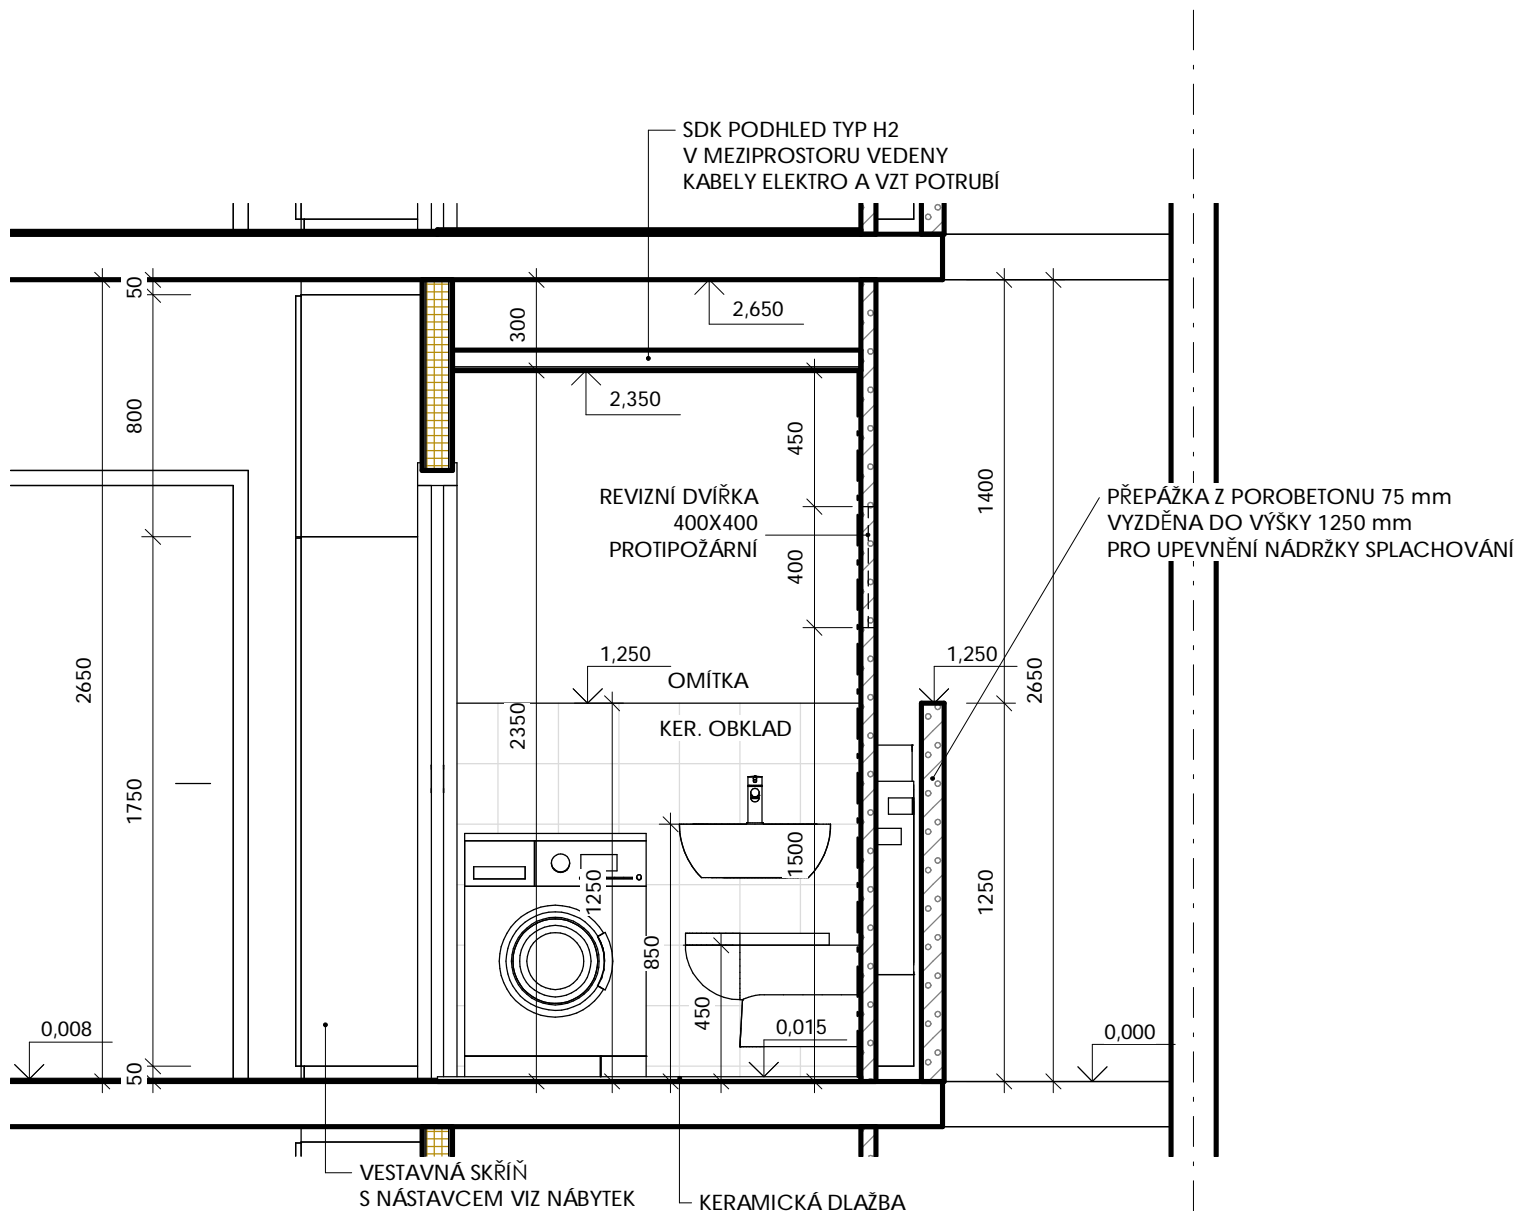 SDK PODHLED TYP H2
V MEZIPROSTORU VEDENY
KABELY ELEKTRO A VZT POTRUBÍ
50
300
2,650
2,350
800
450
1400
REVIZNÍ DVÍŘKA
400X400
PROTIPOŽÁRNÍ
400
PŘEPÁŽKA Z POROBETONU 75 mm
VYZDĚNA DO VÝŠKY 1250 mm
PRO UPEVNĚNÍ NÁDRŽKY SPLACHOVÁNÍ
2650
1,250
OMÍTKA
1,250
2650
2350
KER. OBKLAD
1750
1500
1250
1250
850
450
0,008
0,015
0,000
50
VESTAVNÁ SKŘÍŇ
S NÁSTAVCEM VIZ NÁBYTEK
KERAMICKÁ DLAŽBA